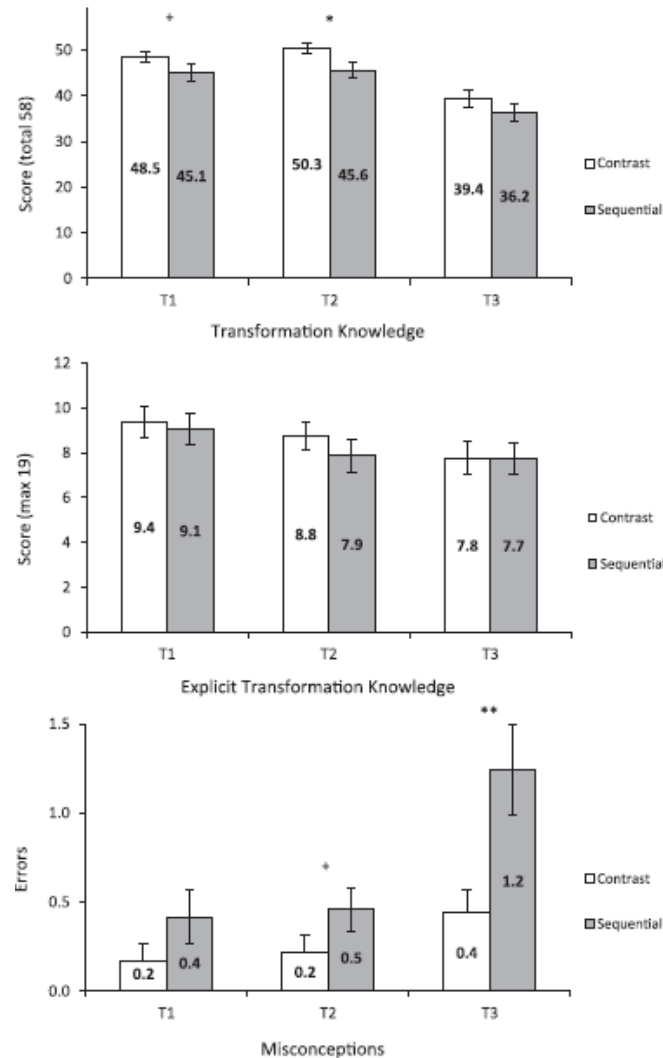 + *
Score (total 58)
50
40
30
20
10
0
48.5 45.1 50.3 45.6 39.4 36.2
Contrast
Sequential
T1 T2 T3
Transformation Knowledge
Score (max 19)
12
10
8
6
4
2
0
9.4 9.1 8.8 7.9 7.8 7.7
Contrast
Sequential
T1 T2 T3
Explicit Transformation Knowledge
**
+
Errors
1.5
1.0
0.5
0.0
0.2 0.4 0.2 0.5 0.4 1.2
Contrast
Sequential
T1 T2 T3
Misconceptions